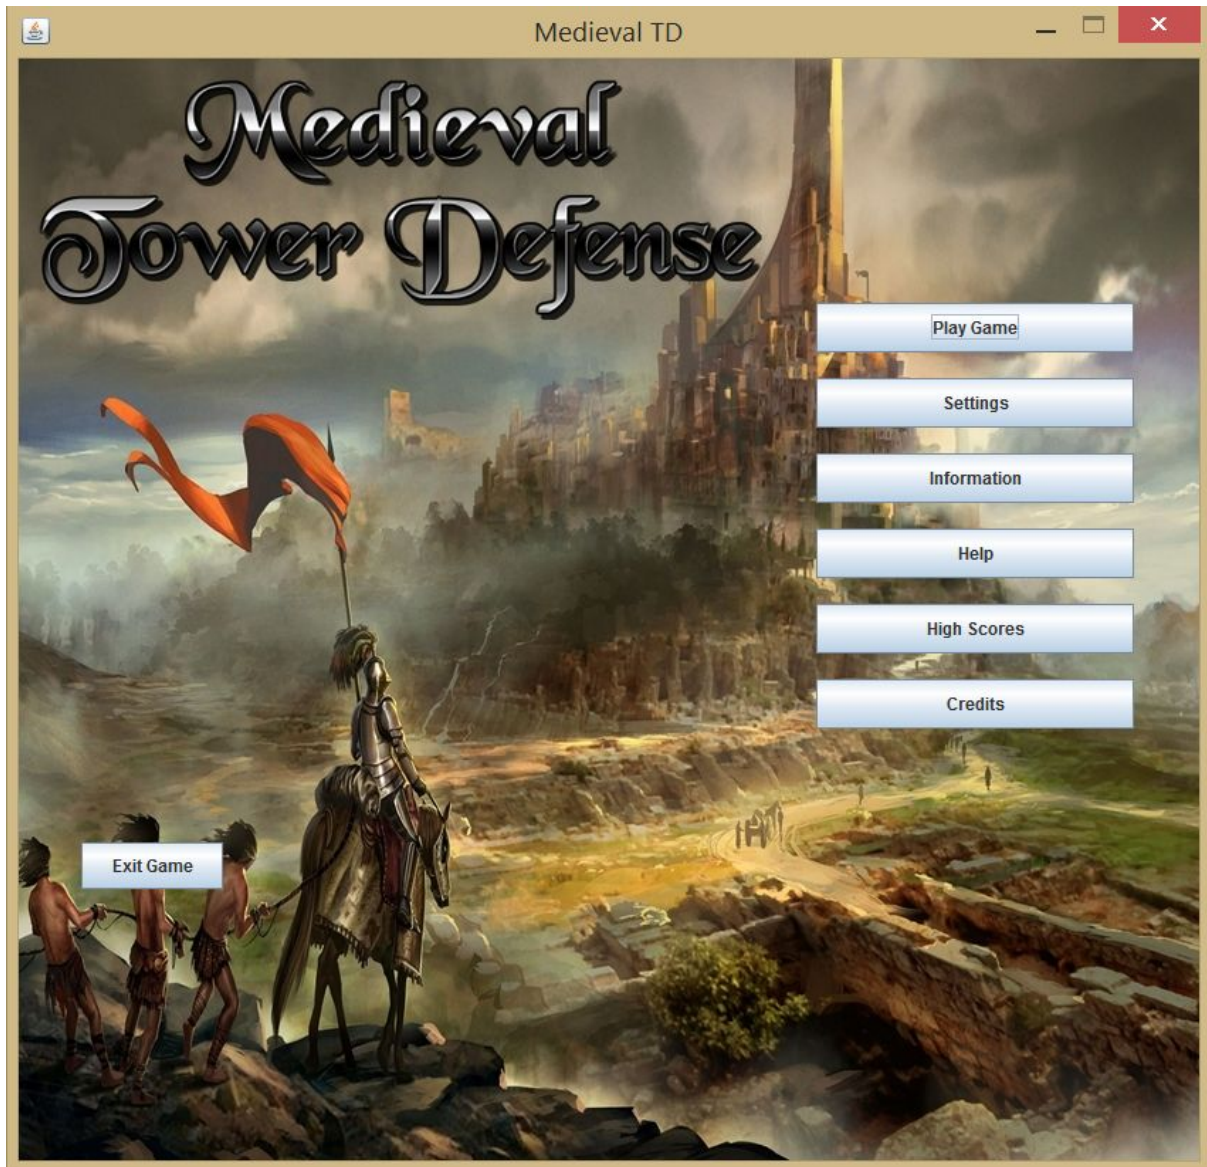 Medieval TD
Medieval
Tower Defense
Play Game
Settings
Information
Help
High Scores
Credits
Exit Game